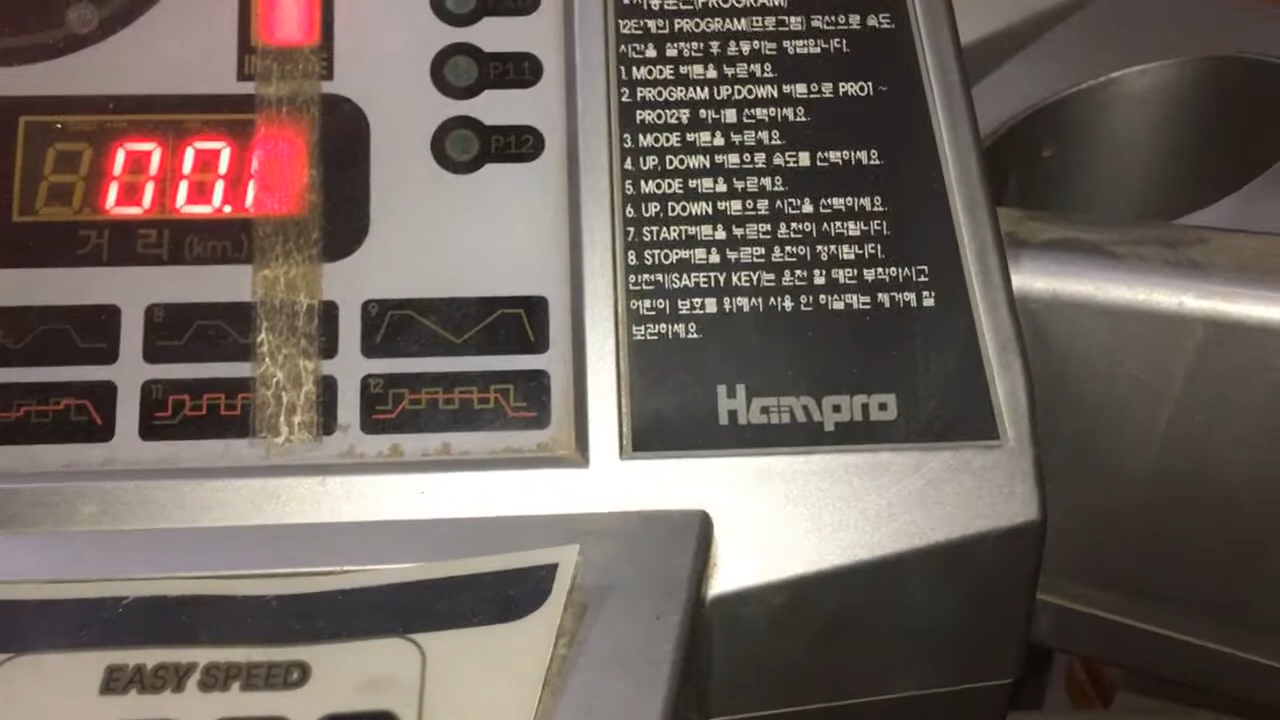 자동운전(PROGRAM)
12단계의 PROGRAM(프로그램) 곡선으로 속도,
시간을 설정한 후 운동하는 방법입니다.
1. MODE 버튼을 누르세요.
2. PROGRAM UP,DOWN 버튼으로 PRO1 ~
PRO12중 하나를 선택하세요.
3. MODE 버튼을 누르세요.
4. UP, DOWN 버튼으로 속도를 선택하세요.
5. MODE 버튼을 누르세요.
6. UP, DOWN 버튼으로 시간을 선택하세요.
7. START버튼을 누르면 운전이 시작됩니다.
8. STOP버튼을 누르면 운전이 정지됩니다.
안전키(SAFETY KEY)는 운전 할 때만 부착하시고
어린이 보호를 위해서 사용 안 하실때는 제거해 잘
보관하세요.
Hampro
P11
P12
00.
거 리 (km.)
8
9
11
12
EASY SPEED